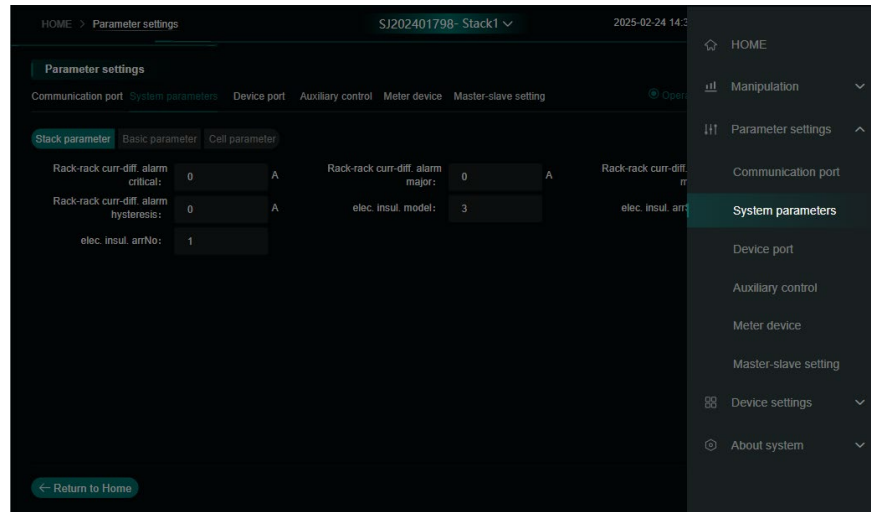 HOME > Parameter settings
SJ202401798- Stack1
2025-02-24 14:3
Parameter settings
Communication port System parameters Device port Auxiliary control Meter device Master-slave setting Opera
Stack parameter Basic parameter Cell parameter
Rack-rack curr-diff. alarm
critical: 0 A
Rack-rack curr-diff. alarm
major: 0 A
Rack-rack curr-diff.
Rack-rack curr-diff. alarm
hysteresis: 0 A
elec. insul. model: 3
elec. insul. arr
elec. insul. arrNo: 1
← Return to Home
HOME
Manipulation
Parameter settings
Communication port
System parameters
Device port
Auxiliary control
Meter device
Master-slave setting
Device settings
About system